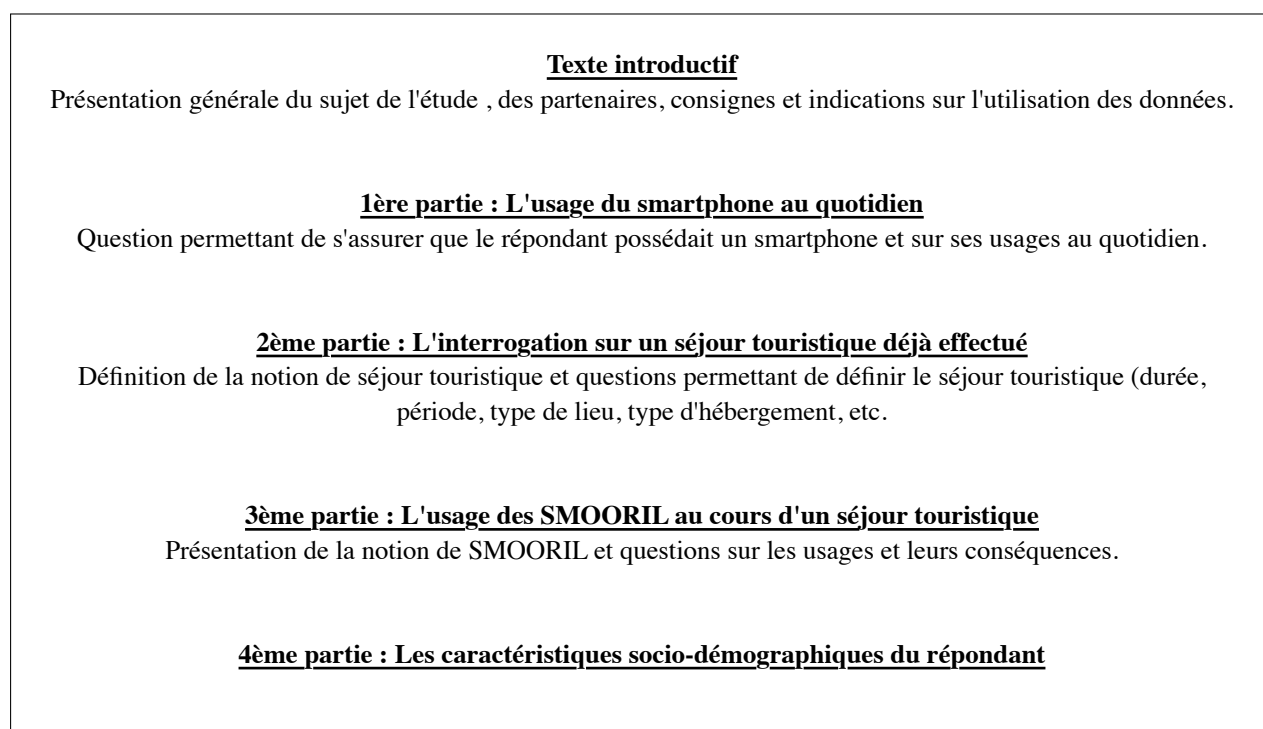 Texte introductif
Présentation générale du sujet de l'étude , des partenaires, consignes et indications sur l'utilisation des données.
1ère partie : L'usage du smartphone au quotidien
Question permettant de s'assurer que le répondant possédait un smartphone et sur ses usages au quotidien.
2ème partie : L'interrogation sur un séjour touristique déjà effectué
Définition de la notion de séjour touristique et questions permettant de définir le séjour touristique (durée,
période, type de lieu, type d'hébergement, etc.
3ème partie : L'usage des SMOORIL au cours d'un séjour touristique
Présentation de la notion de SMOORIL et questions sur les usages et leurs conséquences.
4ème partie : Les caractéristiques socio-démographiques du répondant